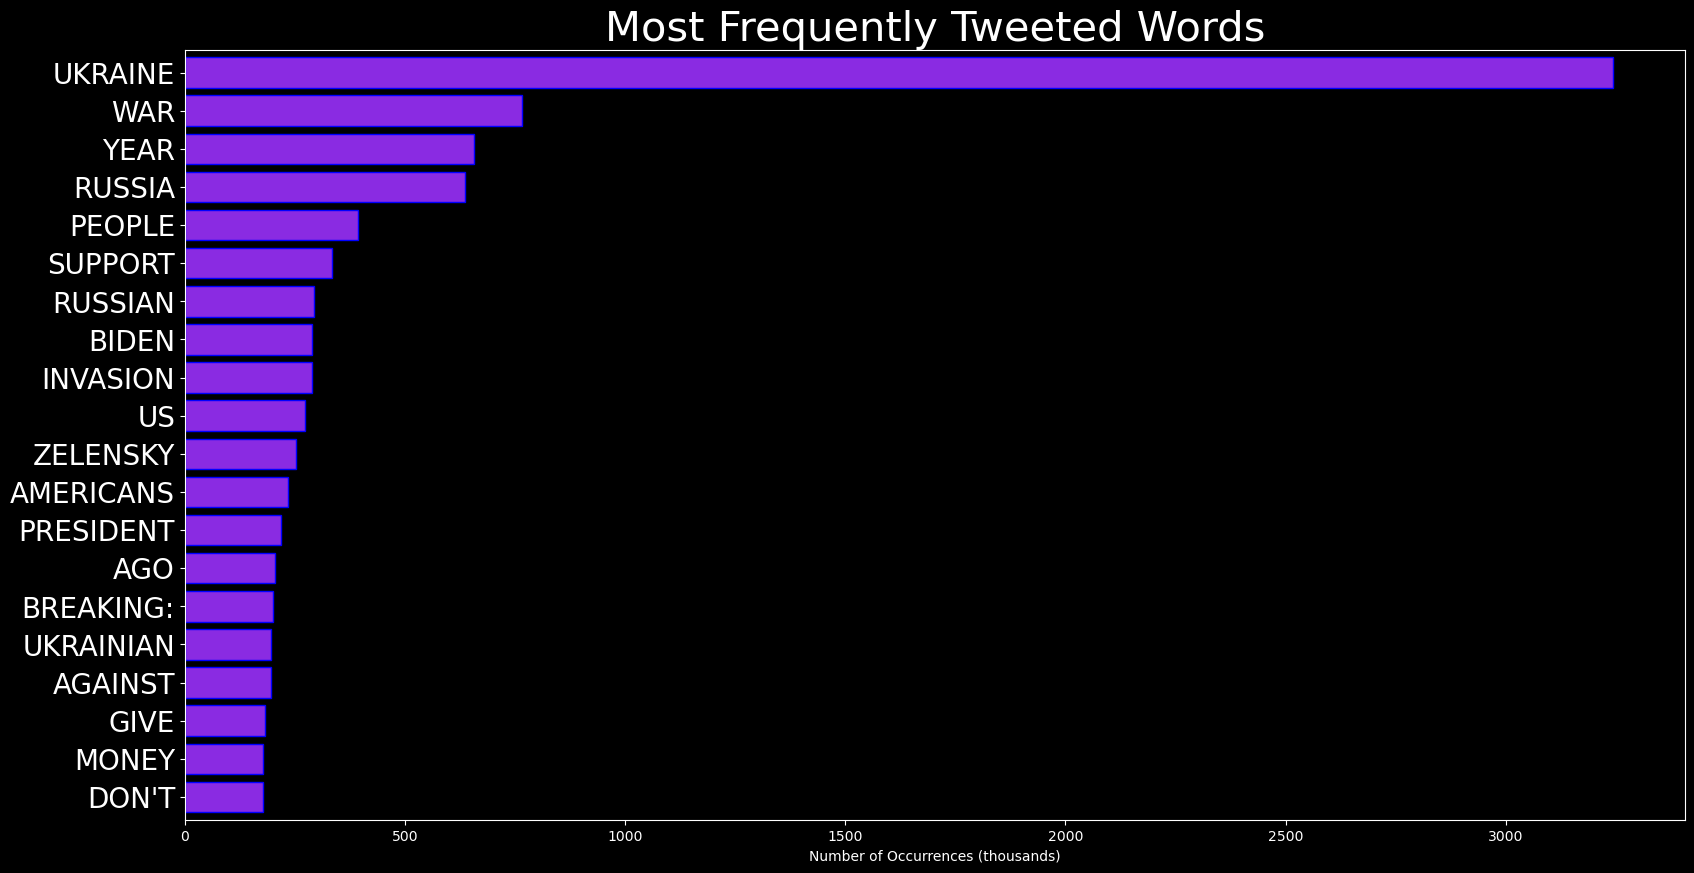 Most Frequently Tweeted Words
UKRAINE
WAR
YEAR
RUSSIA
PEOPLE
SUPPORT
RUSSIAN
BIDEN
INVASION
US
ZELENSKY
AMERICANS
PRESIDENT
AGO
BREAKING:
UKRAINIAN
AGAINST
GIVE
MONEY
DON'T
0 500 1000 1500 2000 2500 3000
Number of Occurrences (thousands)